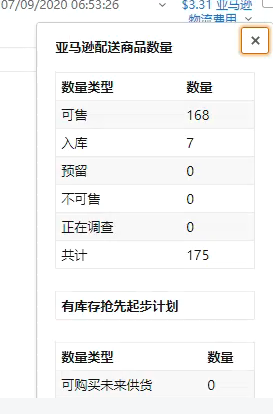 07/09/2020 06:53:26
$3.31 亚马逊
物流费用
亚马逊配送商品数量
数量类型 数量
可售 168
入库 7
预留 0
不可售 0
正在调查 0
共计 175
有库存抢先起步计划
数量类型 数量
可购买未来供货 0